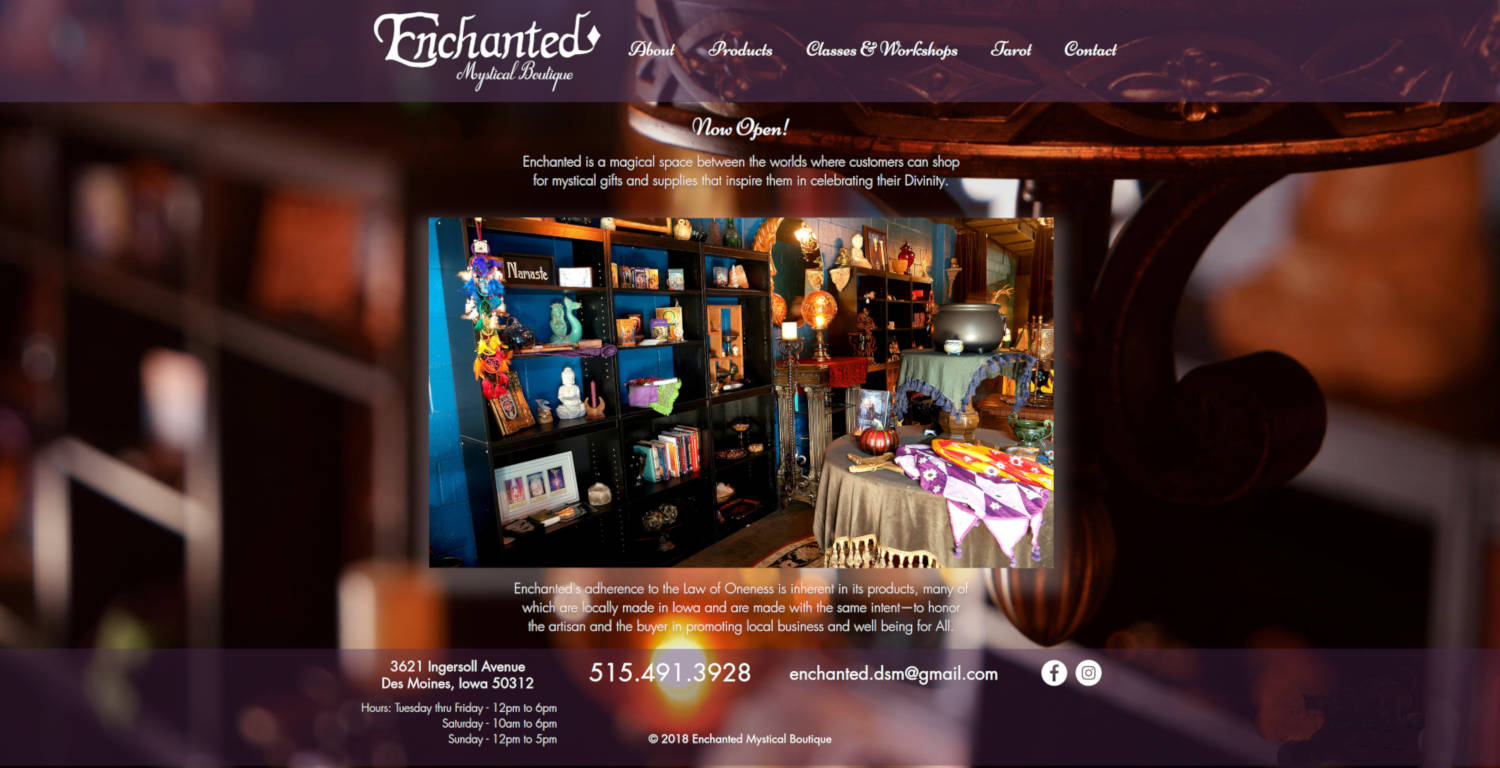 Enchanted
Mystical Boutique
About Products Classes & Workshops Tarot Contact
Now Open!
Enchanted is a magical space between the worlds where customers can shop
for mystical gifts and supplies that inspire them in celebrating their Divinity.
Namaste
Enchanted's adherence to the Law of Oneness is inherent in its products, many of
which are locally made in Iowa and are made with the same intent—to honor
the artisan and the buyer in promoting local business and well being for All.
3621 Ingersoll Avenue
Des Moines, Iowa 50312
Hours: Tuesday thru Friday - 12pm to 6pm
Saturday - 10am to 6pm
Sunday - 12pm to 5pm
515.491.3928
enchanted.dsm@gmail.com
© 2018 Enchanted Mystical Boutique